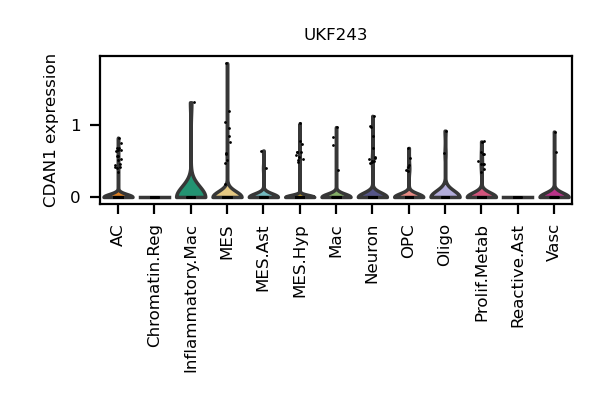 UKF243
CDAN1 expression
1
0
AC
Chromatin.Reg
Inflammatory.Mac
MES
MES.Ast
MES.Hyp
Mac
Neuron
OPC
Oligo
Prolif.Metab
Reactive.Ast
Vasc